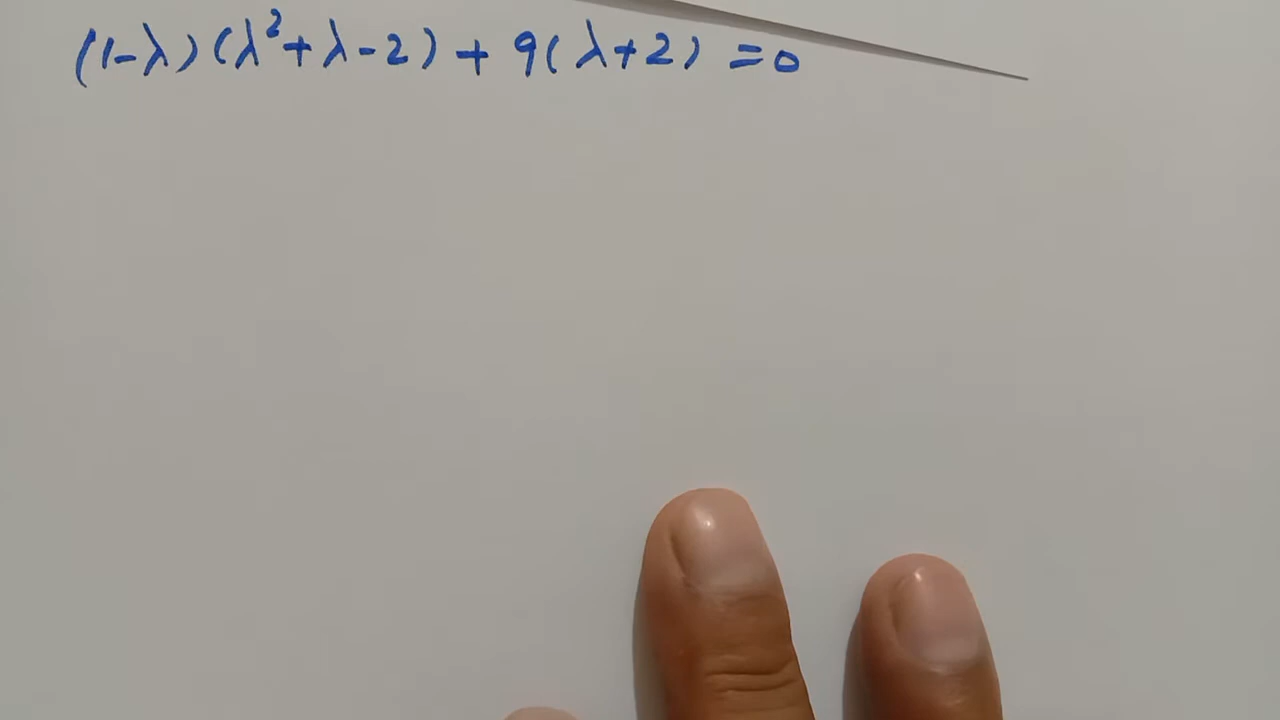 (1-λ)(λ²+λ-2) + 9(λ+2) = 0